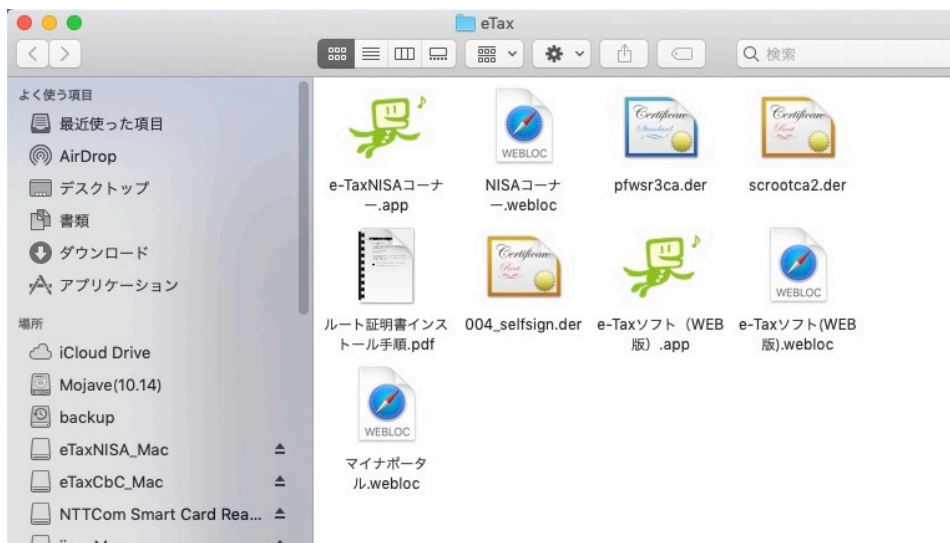 eTax
検索
よく使う項目
最近使った項目
AirDrop
デスクトップ
書類
ダウンロード
アプリケーション
場所
iCloud Drive
Mojave(10.14)
backup
eTaxNISA_Mac
eTaxCbC_Mac
NTTCom Smart Card Rea...
e-TaxNISAコーナ
ー.app
WEBLOC
NISAコーナ
ー.webloc
Certificate
Standard
pfwsr3ca.der
Certificate
Root
scrootca2.der
ルート証明書インス
トール手順.pdf
Certificate
Root
004_selfsign.der
e-Taxソフト（WEB
版）.app
WEBLOC
e-Taxソフト(WEB
版).webloc
WEBLOC
マイナポータ
ル.webloc